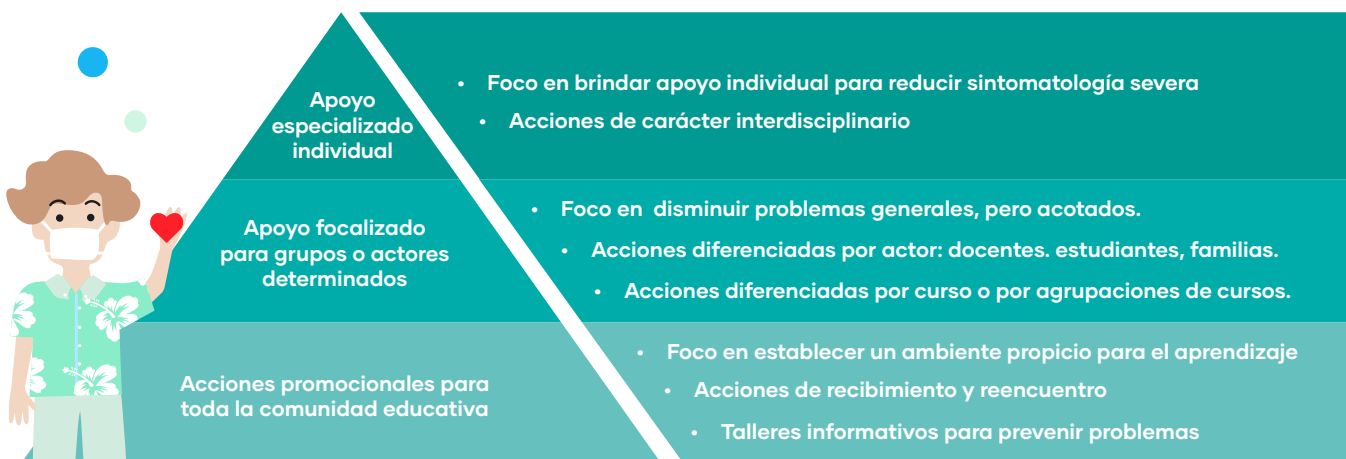 Apoyo
especializado
individual
• Foco en brindar apoyo individual para reducir sintomatología severa
• Acciones de carácter interdisciplinario
Apoyo focalizado
para grupos o actores
determinados
• Foco en disminuir problemas generales, pero acotados.
• Acciones diferenciadas por actor: docentes. estudiantes, familias.
• Acciones diferenciadas por curso o por agrupaciones de cursos.
Acciones promocionales para
toda la comunidad educativa
• Foco en establecer un ambiente propicio para el aprendizaje
• Acciones de recibimiento y reencuentro
• Talleres informativos para prevenir problemas